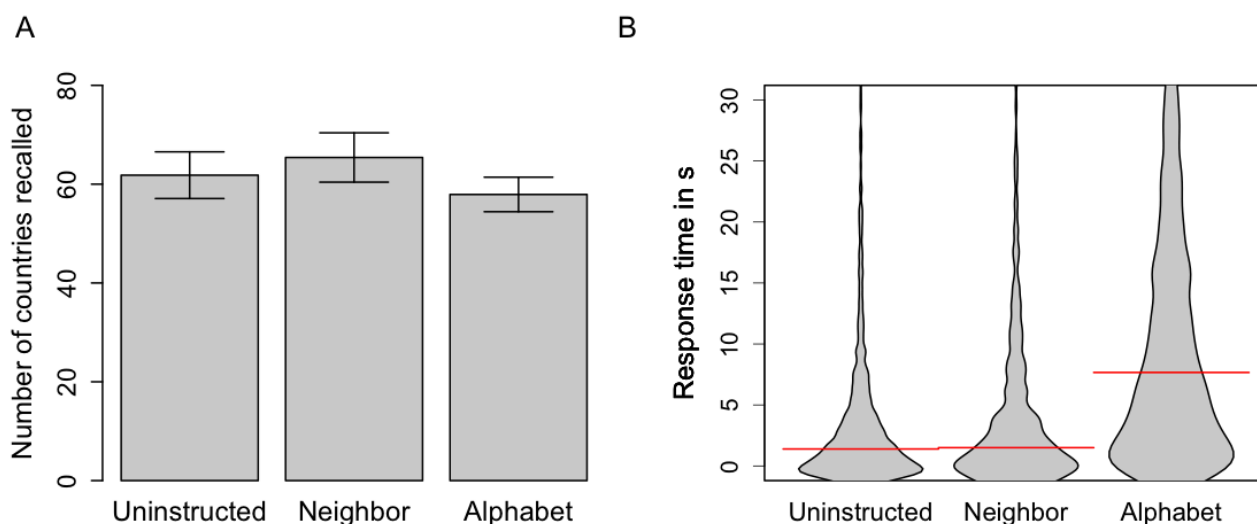 A
Number of countries recalled
80
60
40
20
0
Uninstructed
Neighbor
Alphabet
B
Response time in s
30
25
20
15
10
5
0
Uninstructed
Neighbor
Alphabet